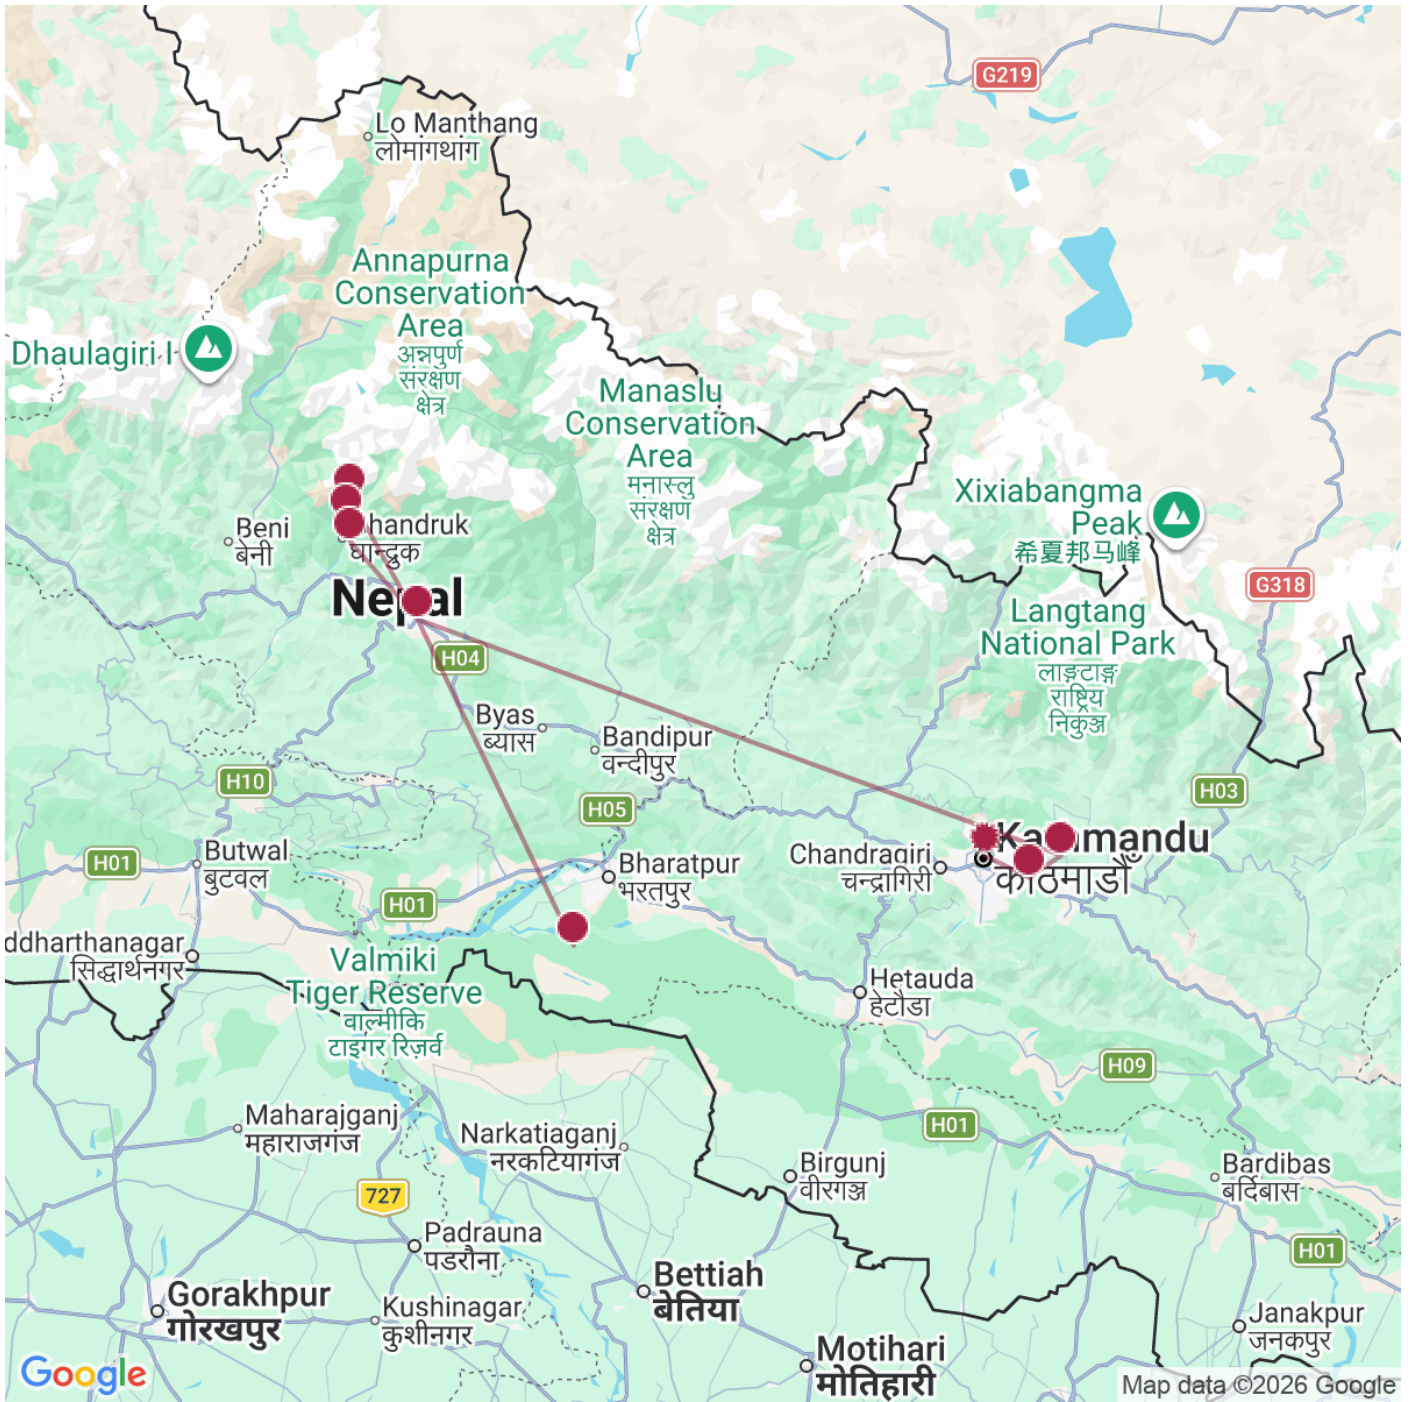 G219
Lo Manthang
लोमांगथांग
Annapurna
Conservation
Area
अन्नपुर्ण
संरक्षण
क्षेत्र
Dhaulagiri I
Manaslu
Conservation
Area
मनास्लु
संरक्षण
क्षेत्र
Xixiabangma
Peak
希夏邦马峰
Beni
बेनी
handruk
घान्द्रुक
G318
Langtang
National Park
लाङ्टाङ्ग
राष्ट्रिय
निकुञ्ज
H04
Byas
ब्यास
Bandipur
वन्दीपुर
H10
H05
H03
H01
Butwal
बुटवल
Bharatpur
भरतपुर
Chandragiri
चन्द्रागिरी
काठमाडौँ
H01
ddharthanagar
सिद्धार्थनगर
Valmiki
Tiger Reserve
वाल्मीकि
टाइगर रिज़र्व
Hetauda
हेटौडा
H09
H01
Maharajganj
महाराजगंज
Narkatiaganj
नरकटियागंज
Birgunj
वीरगञ्ज
Bardibas
बर्दिबास
727
Padrauna
पडरौना
H01
Gorakhpur
गोरखपुर
Kushinagar
कुशीनगर
Bettiah
बेतिया
Janakpur
जनकपुर
Motihari
मोतिहारी
Google
Map data ©2026 Google